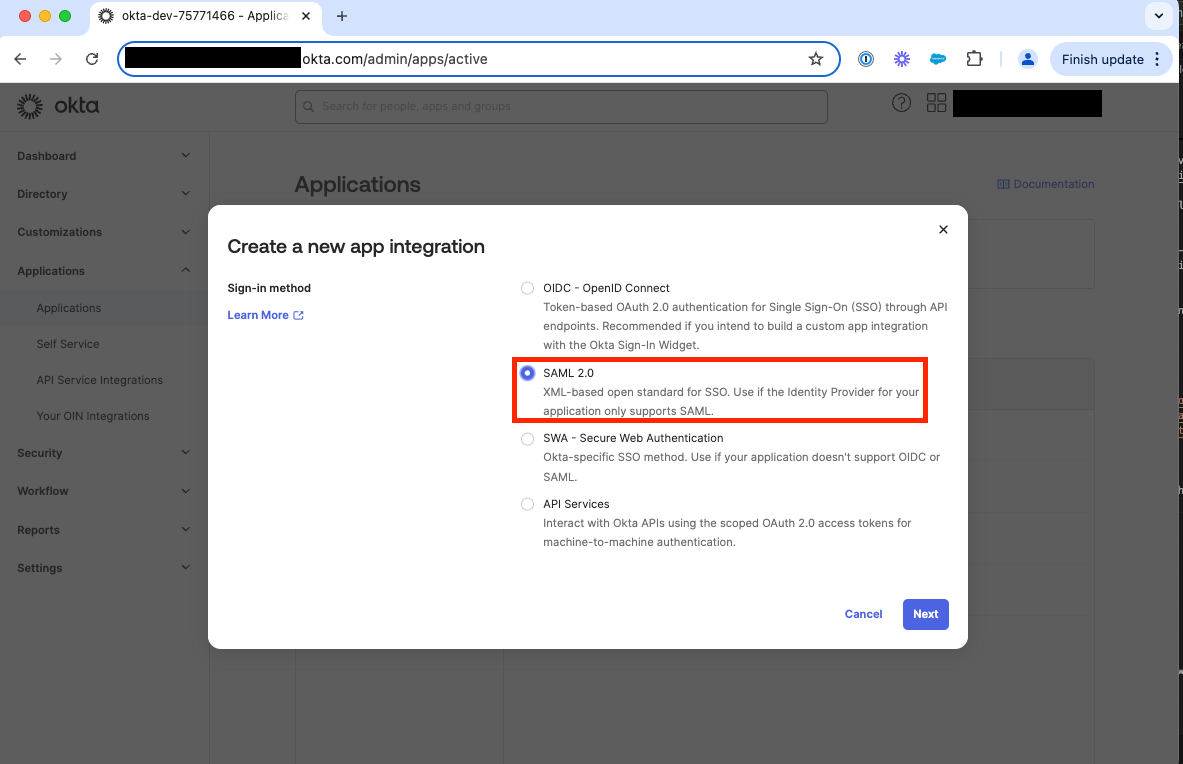 okta-dev-75771466 - Applica
okta.com/admin/apps/active
Finish update
okta
Search for people, apps and groups
Dashboard
Directory
Customizations
Applications
Applications
Self Service
API Service Integrations
Your OIN Integrations
Security
Workflow
Reports
Settings
Applications
Documentation
Create a new app integration
Sign-in method
Learn More
OIDC - OpenID Connect
Token-based OAuth 2.0 authentication for Single Sign-On (SSO) through API
endpoints. Recommended if you intend to build a custom app integration
with the Okta Sign-In Widget.
SAML 2.0
XML-based open standard for SSO. Use if the Identity Provider for your
application only supports SAML.
SWA - Secure Web Authentication
Okta-specific SSO method. Use if your application doesn't support OIDC or
SAML.
API Services
Interact with Okta APIs using the scoped OAuth 2.0 access tokens for
machine-to-machine authentication.
Cancel
Next